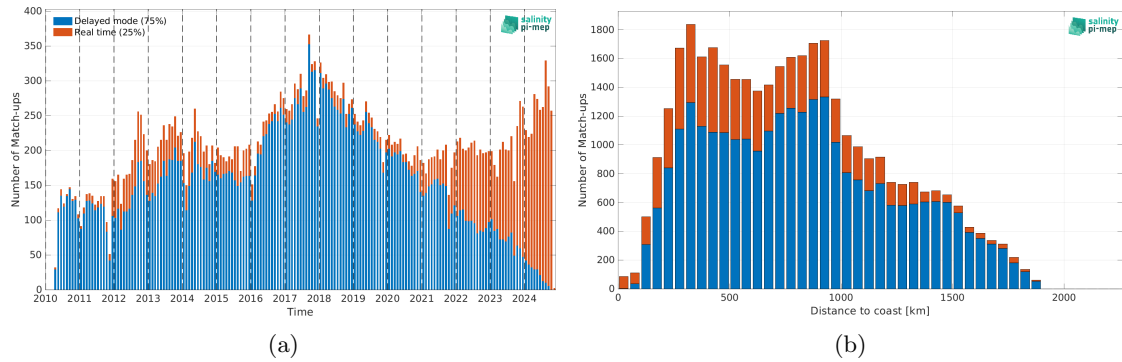 Delayed mode (75%)
Real time (25%)
salinity
pi-mep
Number of Match-ups
400
350
300
250
200
150
100
50
0
2010 2011 2012 2013 2014 2015 2016 2017 2018 2019 2020 2021 2022 2023 2024
Time
(a)
salinity
pi-mep
Number of Match-ups
1800
1600
1400
1200
1000
800
600
400
200
0
0 500 1000 1500 2000
Distance to coast [km]
(b)